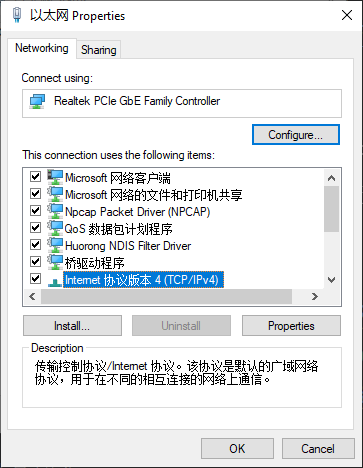 以太网 Properties
Networking
Sharing
Connect using:
Realtek PCIe GbE Family Controller
Configure...
This connection uses the following items:
Microsoft 网络客户端
Microsoft 网络的文件和打印机共享
Npcap Packet Driver (NPCAP)
QoS 数据包计划程序
Huorong NDIS Filter Driver
桥驱动程序
Internet 协议版本 4 (TCP/IPv4)
Install...
Uninstall
Properties
Description
传输控制协议/Internet 协议。该协议是默认的广域网络
协议，用于在不同的相互连接的网络上通信。
OK
Cancel